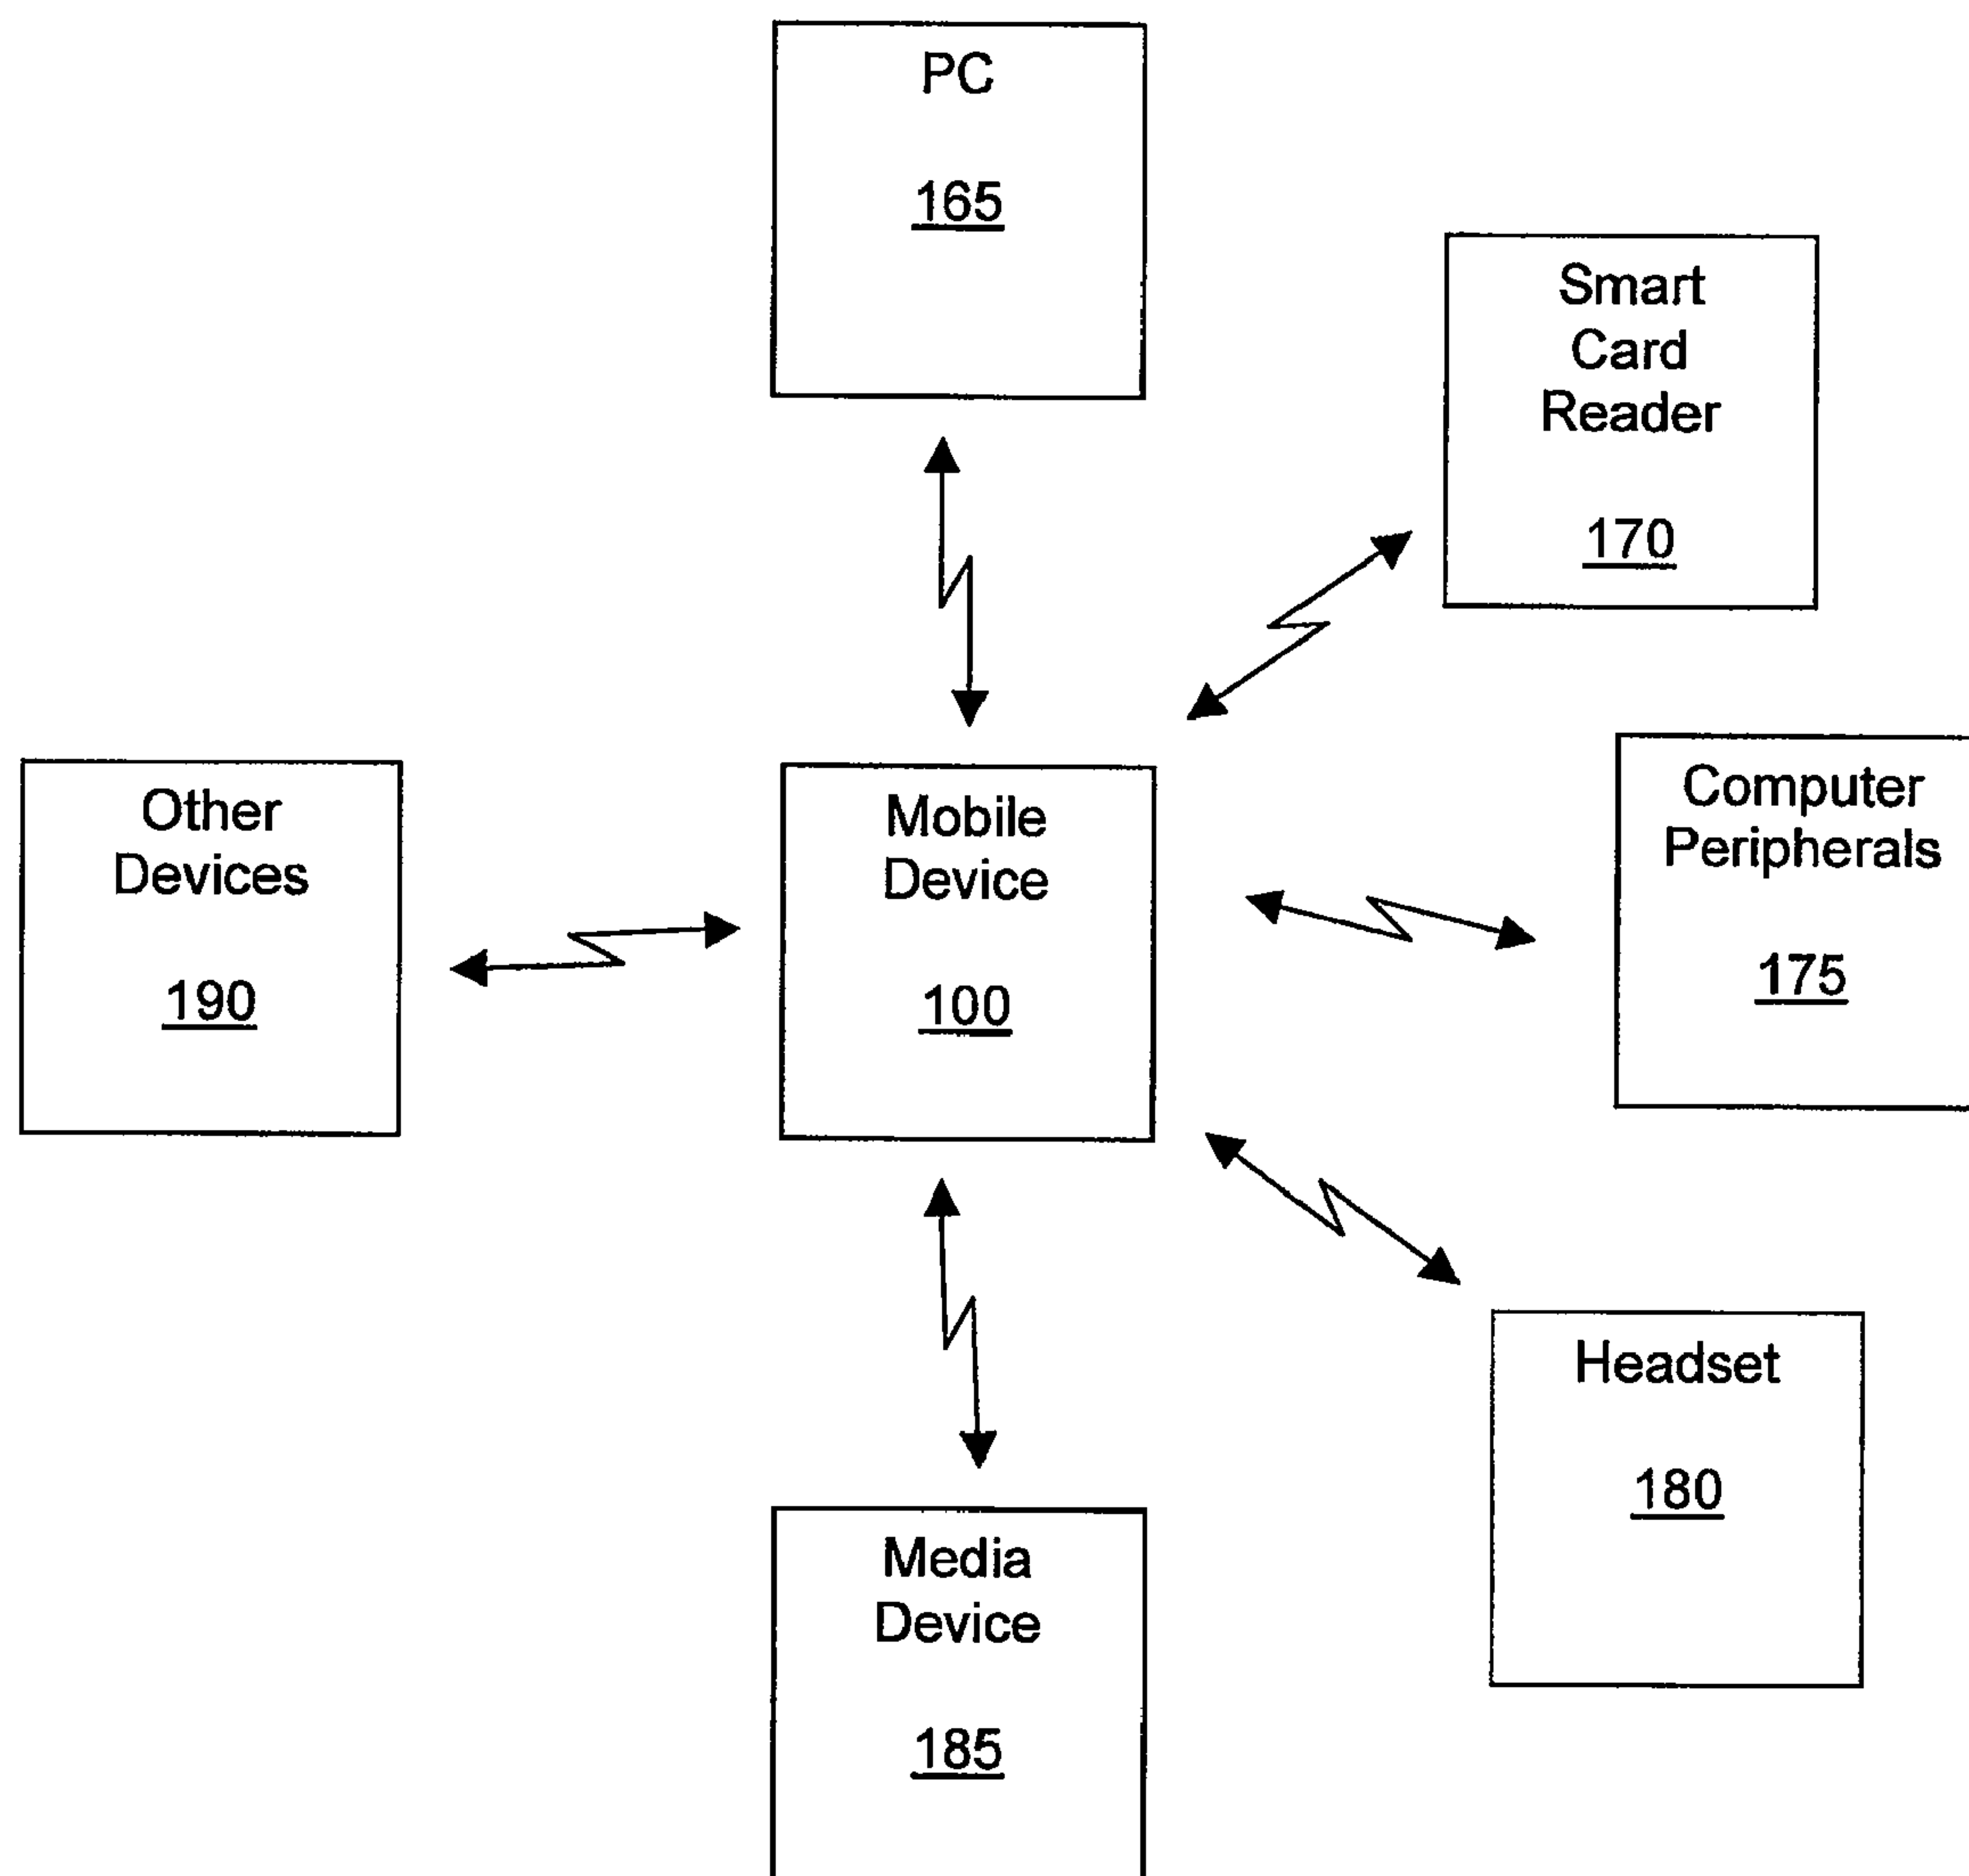 PC
165
Smart
Card
Reader
170
Computer
Peripherals
175
Other
Devices
190
Mobile
Device
100
Headset
180
Media
Device
185